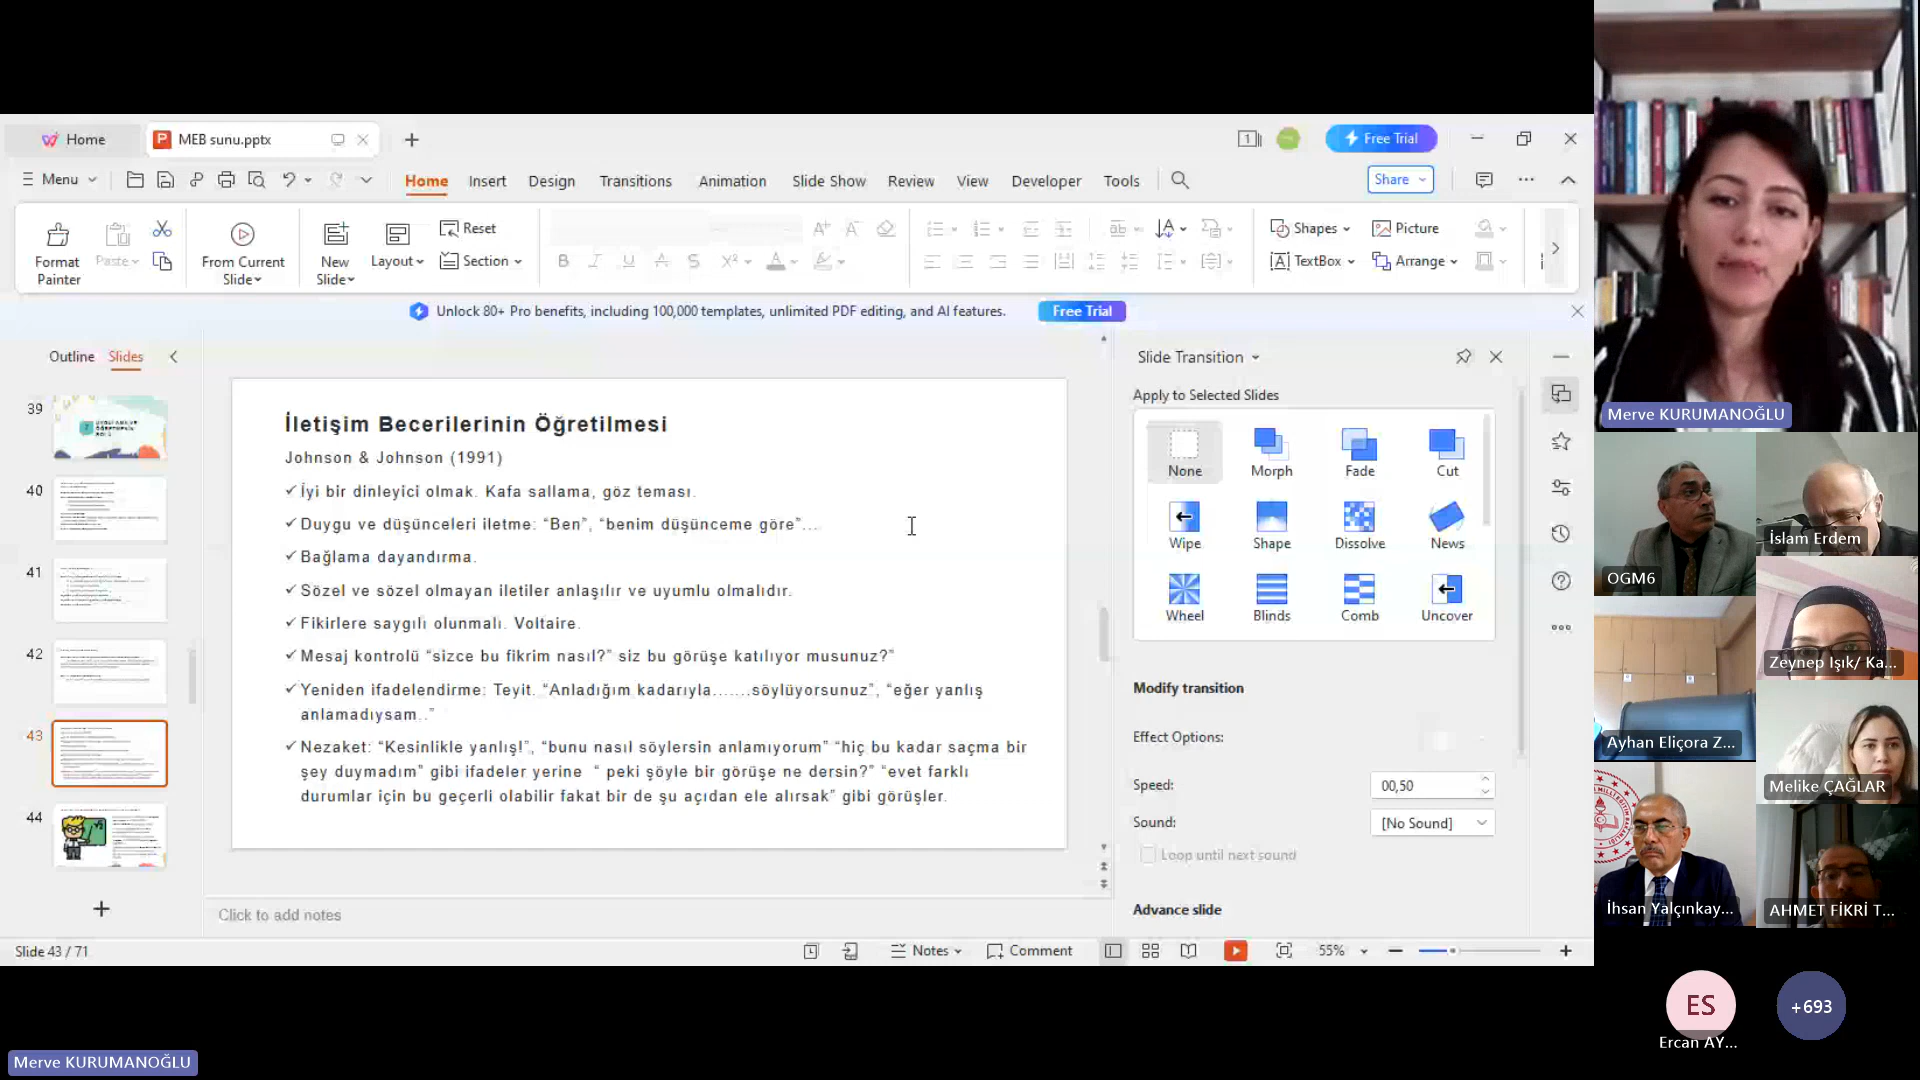 Home
MEB sunu.pptx
1
Free Trial
Menu
Home
Insert
Design
Transitions
Animation
Slide Show
Review
View
Developer
Tools
Share
Format
Painter
Paste
From Current
Slide
New
Slide
Layout
Reset
Section
Shapes
Picture
TextBox
Arrange
Unlock 80+ Pro benefits, including 100,000 templates, unlimited PDF editing, and AI features.
Free Trial
Outline
Slides
39
40
41
42
43
44
İletişim Becerilerinin Öğretilmesi
Johnson & Johnson (1991)
✓İyi bir dinleyici olmak. Kafa sallama, göz teması.
✓Duygu ve düşünceleri iletme: “Ben”, “benim düşünceme göre”...
✓Bağlama dayandırma.
✓Sözel ve sözel olmayan iletiler anlaşılır ve uyumlu olmalıdır.
✓Fikirlere saygılı olunmalı. Voltaire.
✓Mesaj kontrolü “sizce bu fikrim nasıl?” siz bu görüşe katılıyor musunuz?”
✓Yeniden ifadelendirme: Teyit. “Anladığım kadarıyla.......söylüyorsunuz”, “eğer yanlış
anlamadıysam..”
✓Nezaket: “Kesinlikle yanlış!”, “bunu nasıl söylersin anlamıyorum” “hiç bu kadar saçma bir
şey duymadım” gibi ifadeler yerine “ peki şöyle bir görüşe ne dersin?” “evet farklı
durumlar için bu geçerli olabilir fakat bir de şu açıdan ele alırsak” gibi görüşler.
Click to add notes
Slide Transition
Apply to Selected Slides
None
Morph
Fade
Cut
Wipe
Shape
Dissolve
News
Wheel
Blinds
Comb
Uncover
Modify transition
Effect Options:
Speed:
00,50
Sound:
[No Sound]
Loop until next sound
Advance slide
Slide 43 / 71
Notes
Comment
55%
Merve KURUMANOĞLU
OGM6
İslam Erdem
Zeynep Işık/ Ka...
Ayhan Eliçora Z...
Melike ÇAĞLAR
İhsan Yalçınkay...
AHMET FİKRİ T...
ES
+693
Ercan AY...
Merve KURUMANOĞLU